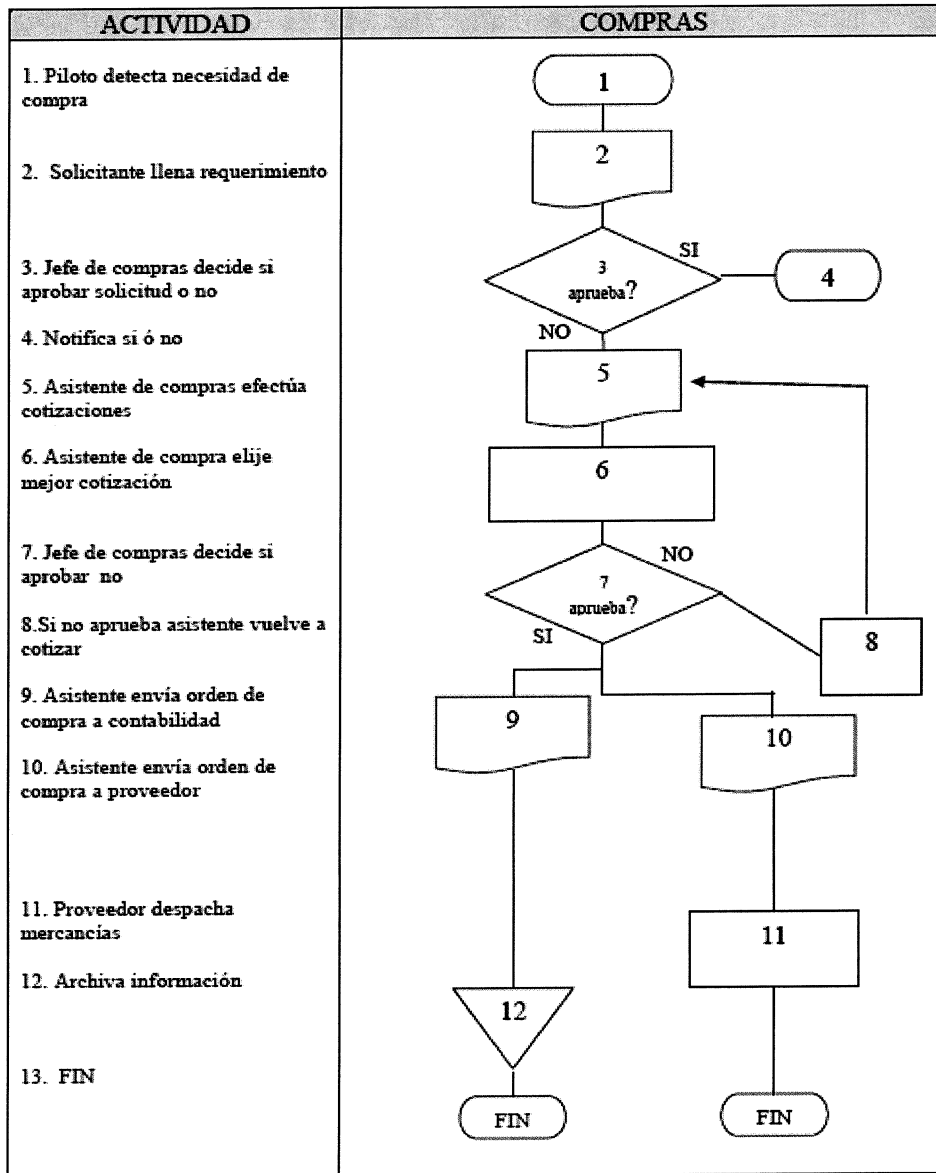 ACTIVIDAD
COMPRAS
1. Piloto detecta necesidad de
compra
2. Solicitante llena requerimiento
3. Jefe de compras decide si
aprobar solicitud o no
4. Notifica si ó no
5. Asistente de compras efectúa
cotizaciones
6. Asistente de compra elije
mejor cotización
7. Jefe de compras decide si
aprobar no
8.Si no aprueba asistente vuelve a
cotizar
9. Asistente envía orden de
compra a contabilidad
10. Asistente envía orden de
compra a proveedor
11. Proveedor despacha
mercancías
12. Archiva información
13. FIN
1
2
3
aprueba?
SI
4
NO
5
6
7
aprueba?
NO
SI
8
9
10
11
12
FIN
FIN